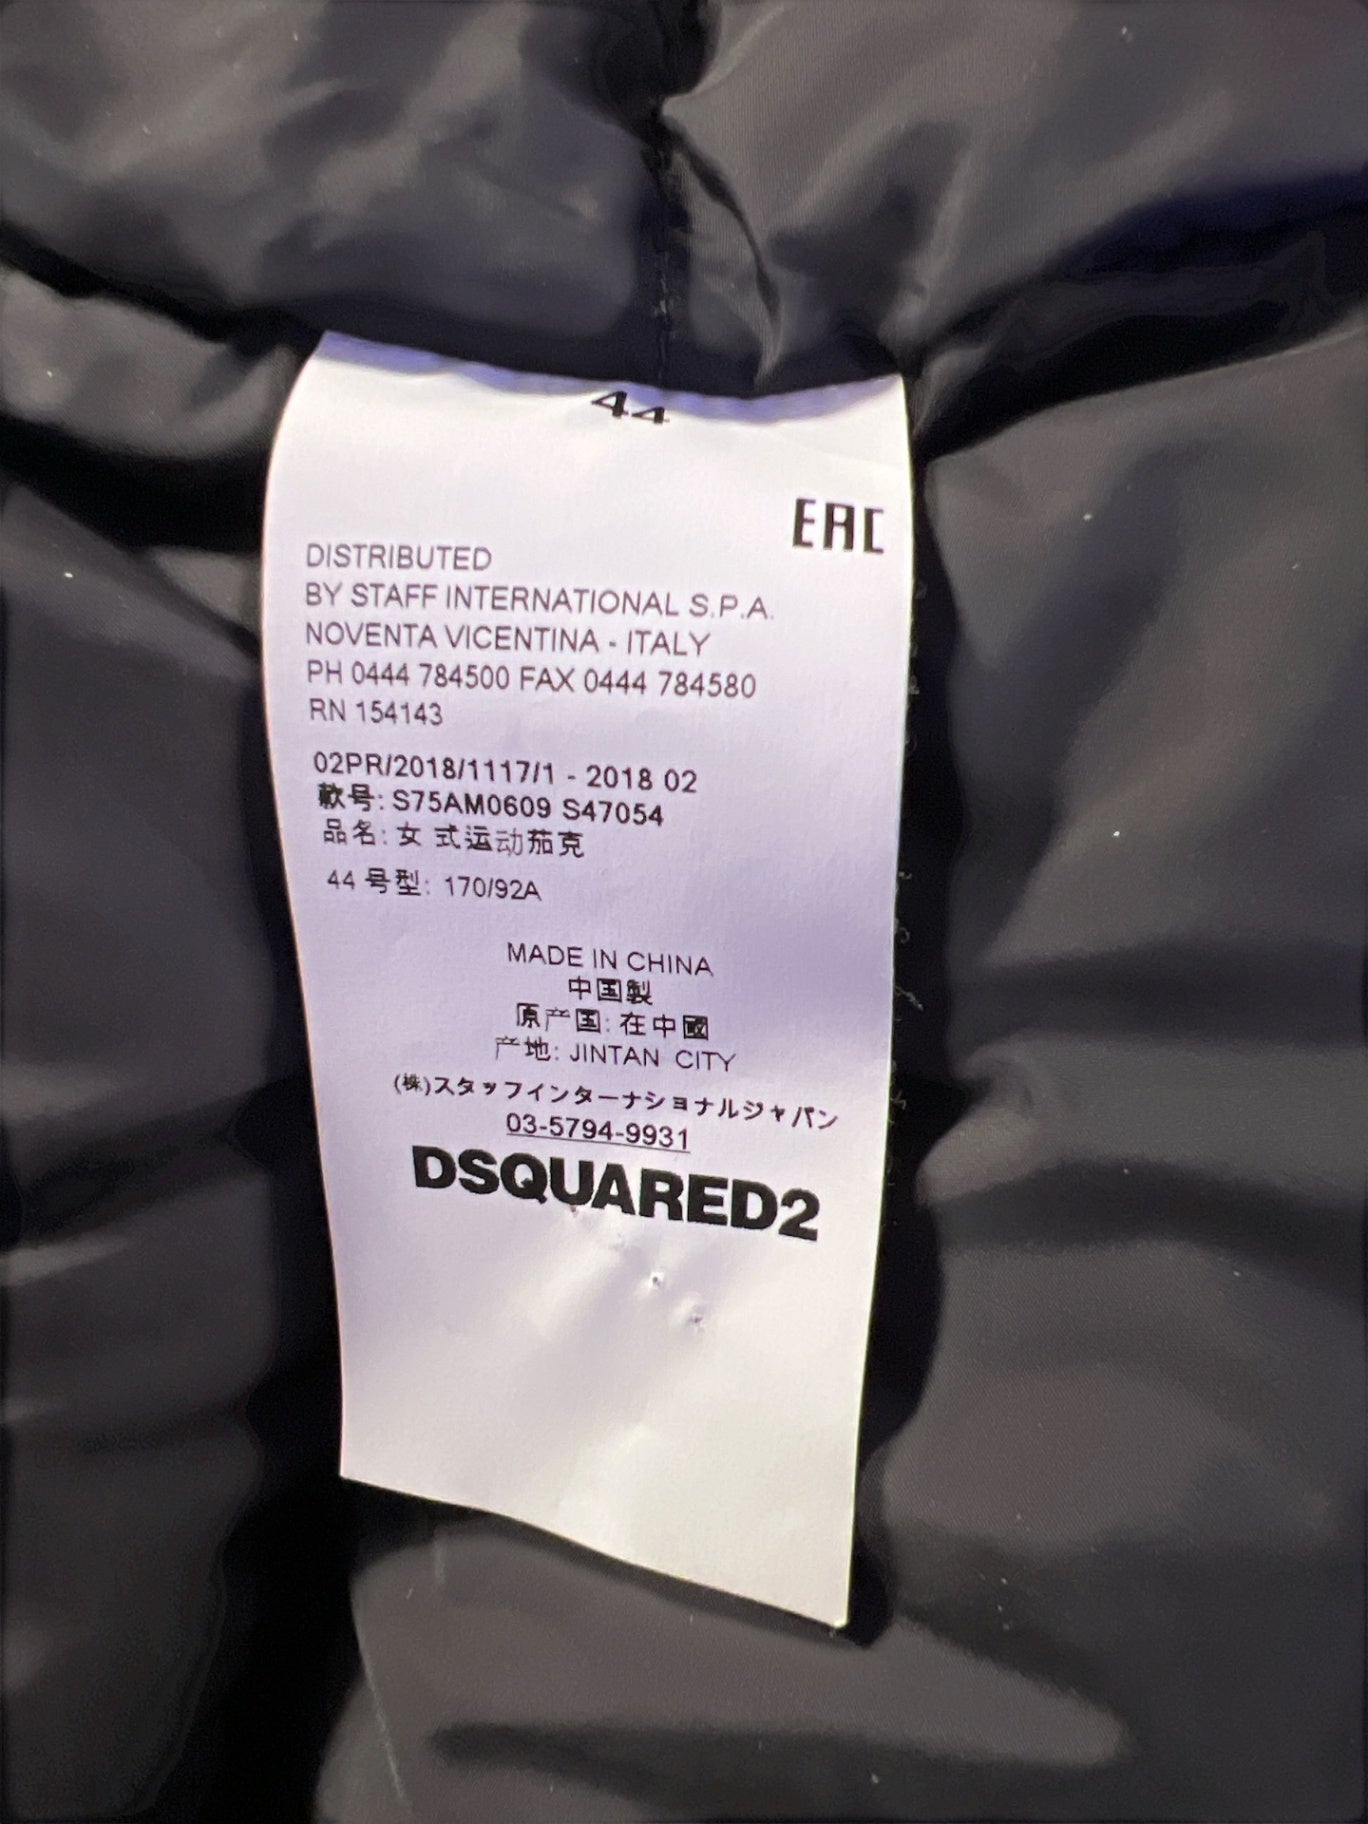 44
EAC
DISTRIBUTED
BY STAFF INTERNATIONAL S.P.A.
NOVENTA VICENTINA - ITALY
PH 0444 784500 FAX 0444 784580
RN 154143
02PR/2018/1117/1 - 2018 02
款号: S75AM0609 S47054
品名: 女 式运动茄克
44 号型: 170/92A
MADE IN CHINA
中国製
原产国: 在中國
产地: JINTAN CITY
(株)スタッフインターナショナルジャパン
03-5794-9931
DSQUARED2